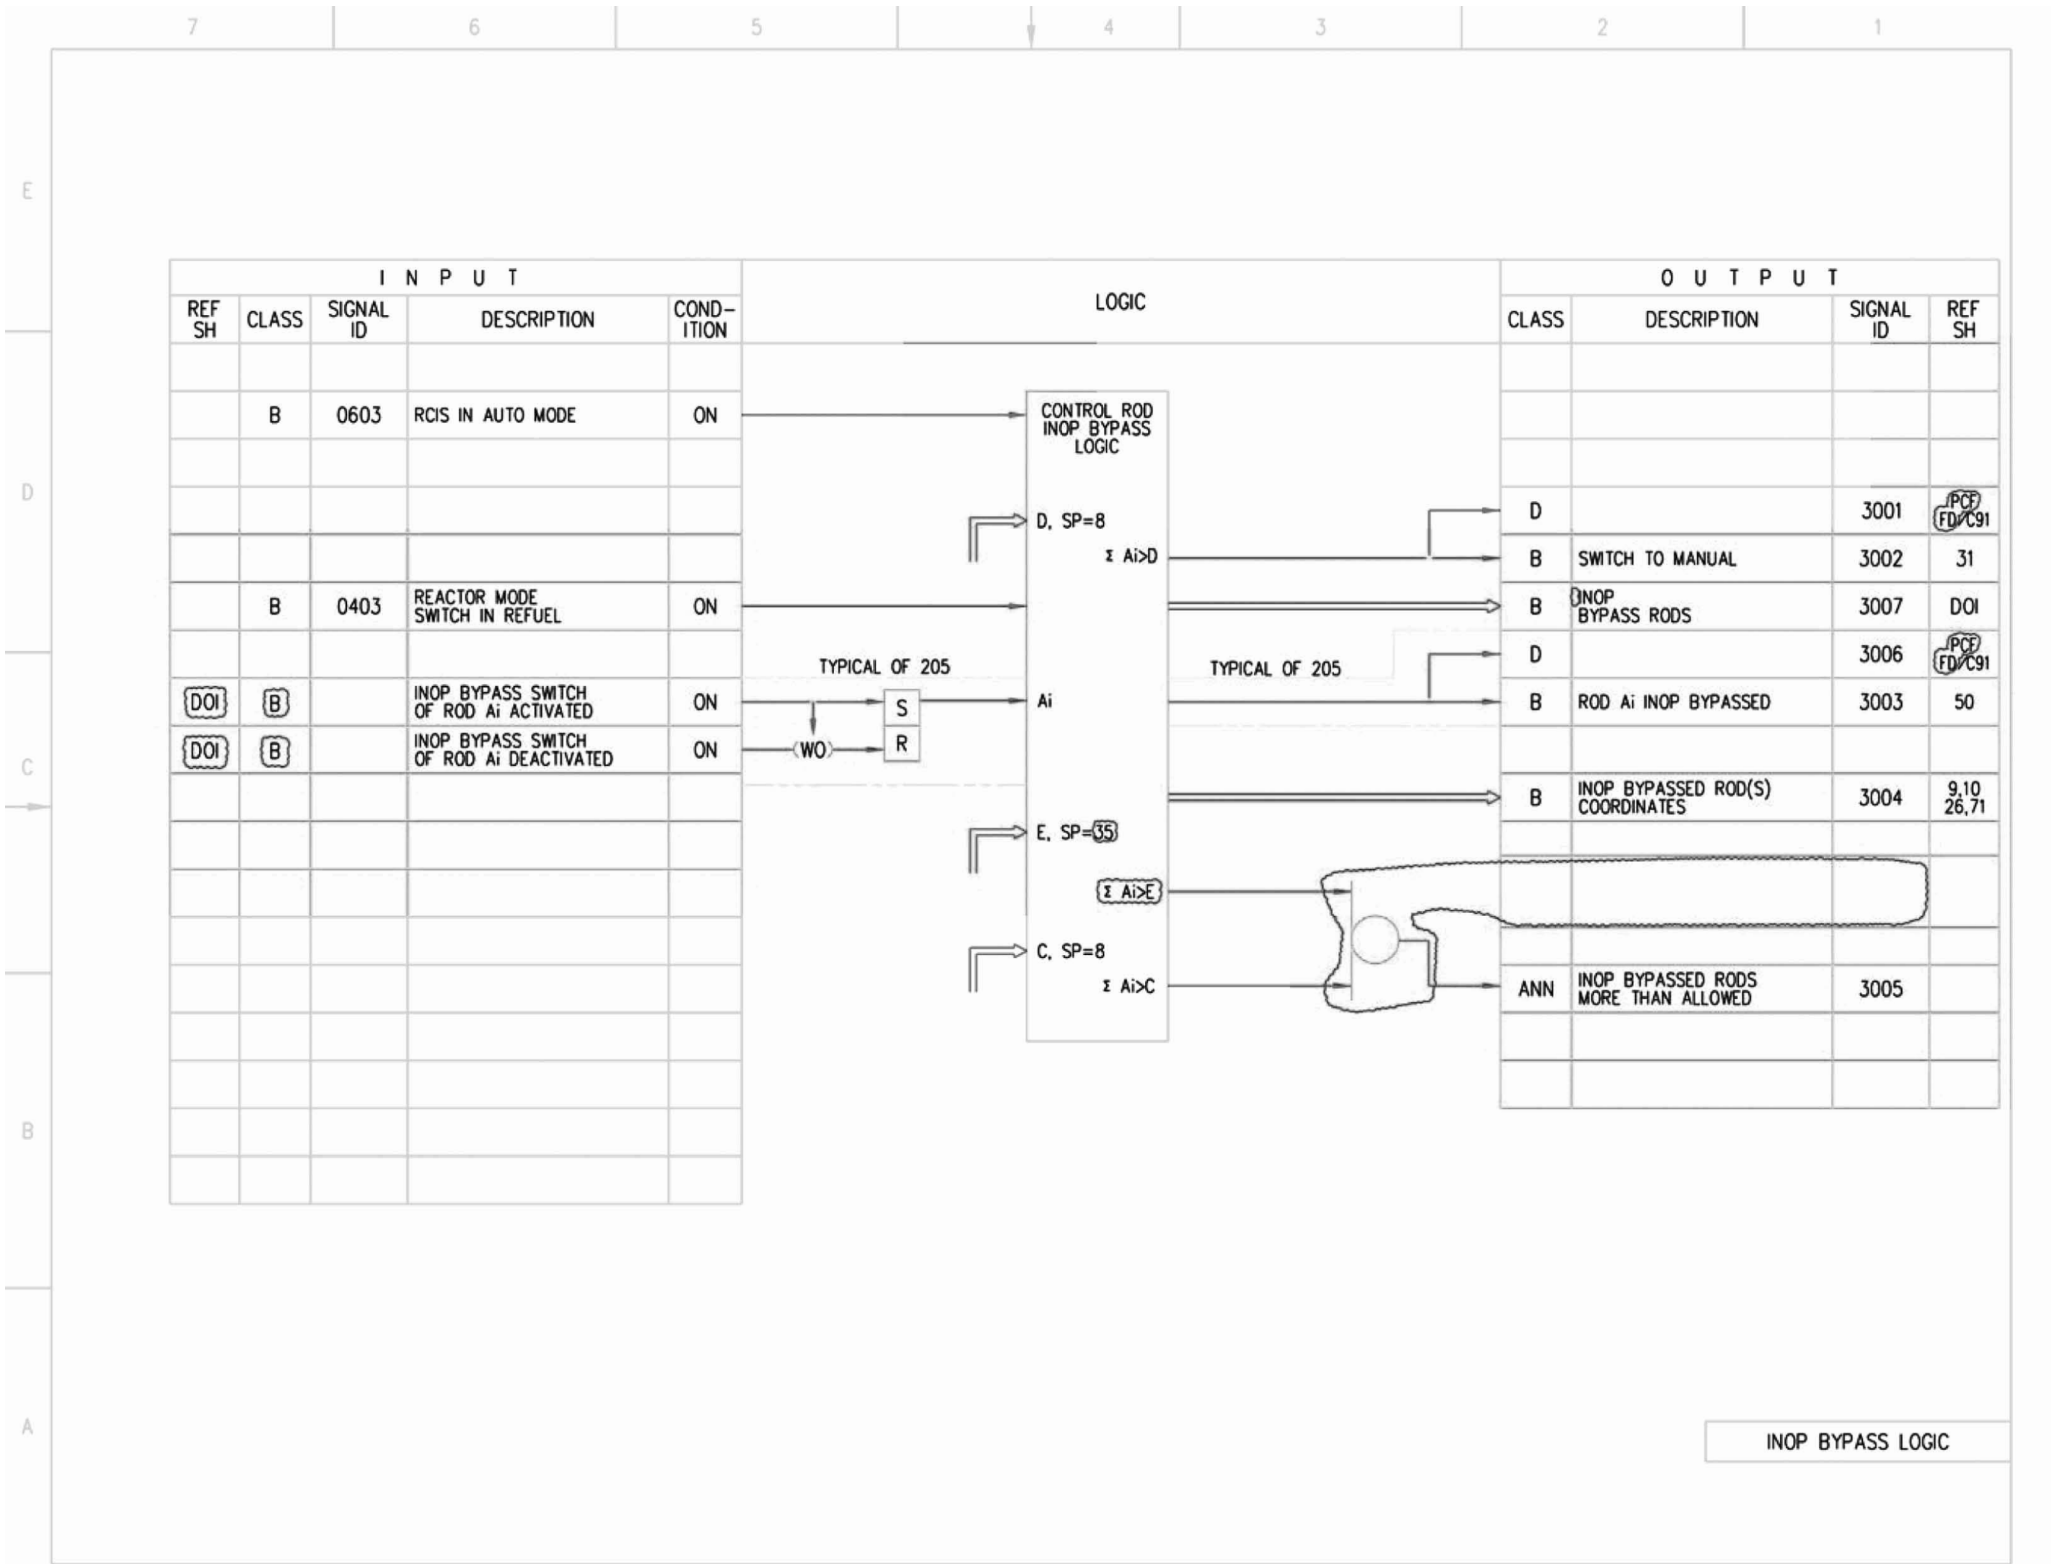 7 6 5 4 3 2 1
E
D
C
B
A
I N P U T
LOGIC
O U T P U T
REF
SH
CLASS
SIGNAL
ID
DESCRIPTION
COND-
ITION
CLASS
DESCRIPTION
SIGNAL
ID
REF
SH
B 0603 RCIS IN AUTO MODE ON
CONTROL ROD
INOP BYPASS
LOGIC
D, SP=8
Σ Ai>D
D 3001 PCF
FD/C91
B SWITCH TO MANUAL 3002 31
B 0403 REACTOR MODE
SWITCH IN REFUEL ON
B INOP
BYPASS RODS 3007 DOI
TYPICAL OF 205
TYPICAL OF 205
D 3006 PCF
FD/C91
DOI B INOP BYPASS SWITCH
OF ROD Ai ACTIVATED ON
S
Ai
B ROD Ai INOP BYPASSED 3003 50
DOI B INOP BYPASS SWITCH
OF ROD Ai DEACTIVATED ON
(WO)
R
B INOP BYPASSED ROD(S)
COORDINATES 3004 9,10
26,71
E, SP=35
Σ Ai>E
C, SP=8
Σ Ai>C
ANN INOP BYPASSED RODS
MORE THAN ALLOWED 3005
INOP BYPASS LOGIC